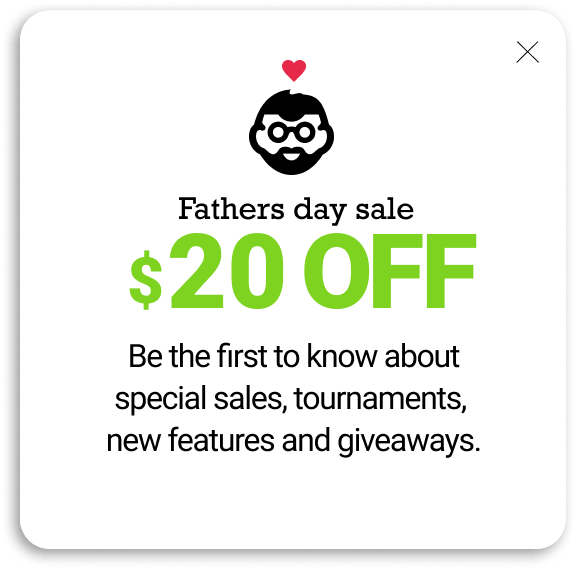 Fathers day sale
$20 OFF
Be the first to know about
special sales, tournaments,
new features and giveaways.